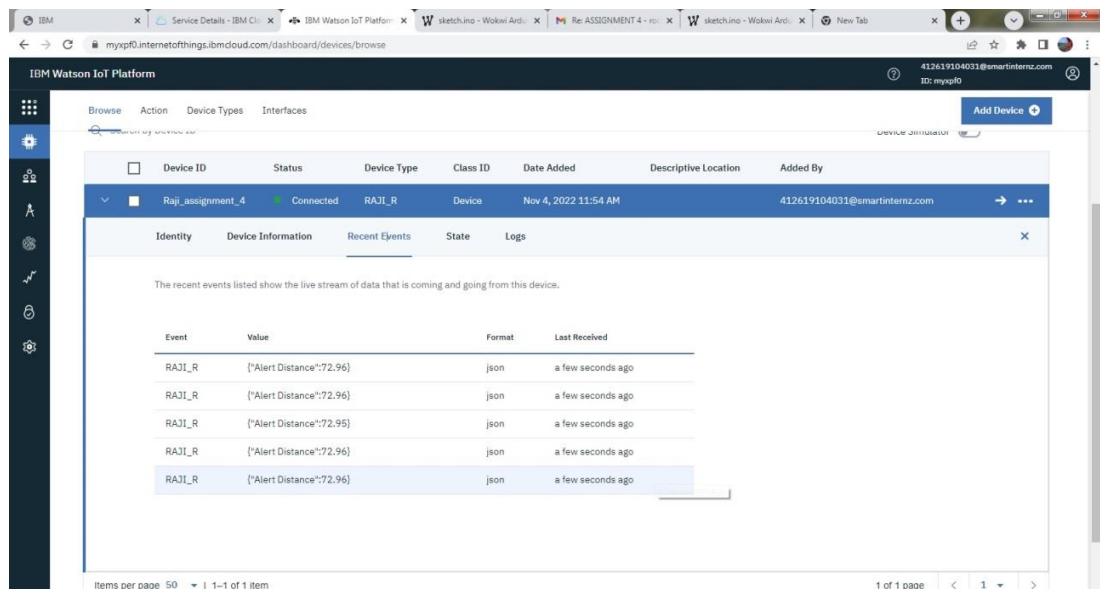 IBM
Service Details - IBM Clo
IBM Watson IoT Platform
sketch.ino - Wokwi Ardu
Re: ASSIGNMENT 4 - 
sketch.ino - Wokwi Ardu
New Tab
myxpf0.internetofthings.ibmcloud.com/dashboard/devices/browse
IBM Watson IoT Platform
412619104031@smartinternz.com
ID: myxpf0
Browse Action Device Types Interfaces
Add Device
Search by Device ID Device Simulator
Device ID Status Device Type Class ID Date Added Descriptive Location Added By
Raji_assignment_4 Connected RAJI_R Device Nov 4, 2022 11:54 AM 412619104031@smartinternz.com
Identity Device Information Recent Events State Logs
The recent events listed show the live stream of data that is coming and going from this device.
Event Value Format Last Received
RAJI_R {"Alert Distance":72.96} json a few seconds ago
RAJI_R {"Alert Distance":72.96} json a few seconds ago
RAJI_R {"Alert Distance":72.95} json a few seconds ago
RAJI_R {"Alert Distance":72.96} json a few seconds ago
RAJI_R {"Alert Distance":72.96} json a few seconds ago
Items per page 50 | 1–1 of 1 item 1 of 1 page 1